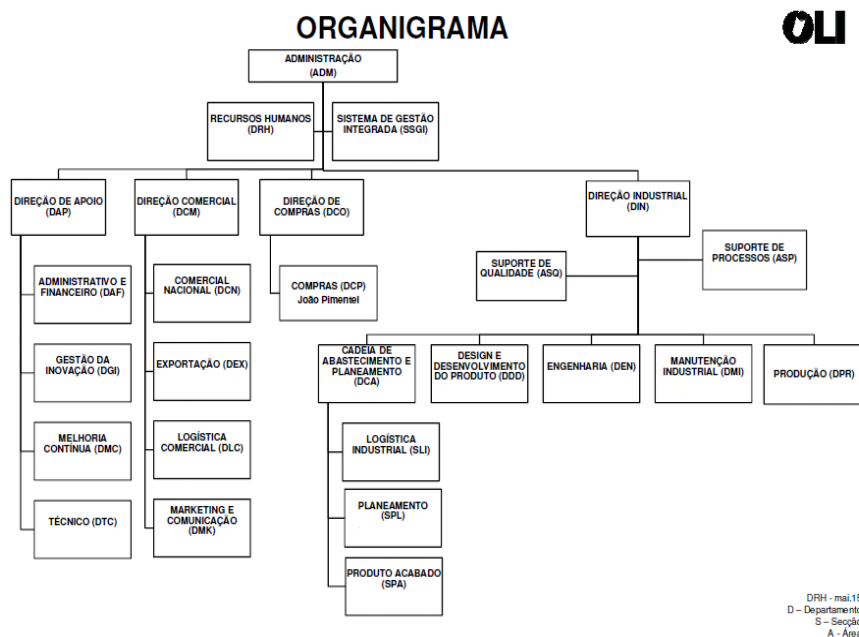 ORGANIGRAMA
OLI
ADMINISTRAÇÃO
(ADM)
RECURSOS HUMANOS
(DRH)
SISTEMA DE GESTÃO
INTEGRADA (SSGI)
DIREÇÃO DE APOIO
(DAP)
DIREÇÃO COMERCIAL
(DCM)
DIREÇÃO DE
COMPRAS (DCO)
DIREÇÃO INDUSTRIAL
(DIN)
SUPORTE DE
QUALIDADE (ASQ)
SUPORTE DE
PROCESSOS (ASP)
ADMINISTRATIVO E
FINANCEIRO (DAF)
COMERCIAL
NACIONAL (DCN)
COMPRAS (DCP)
João Pimentel
GESTÃO DA
INOVAÇÃO (DGI)
EXPORTAÇÃO (DEX)
CADEIA DE
ABASTECIMENTO E
PLANEAMENTO (DCA)
DESIGN E
DESENVOLVIMENTO
DO PRODUTO (DDD)
ENGENHARIA (DEN)
MANUTENÇÃO
INDUSTRIAL (DMI)
PRODUÇÃO (DPR)
MELHORIA
CONTÍNUA (DMC)
LOGÍSTICA
COMERCIAL (DLC)
LOGÍSTICA
INDUSTRIAL (SLI)
TÉCNICO (DTC)
MARKETING E
COMUNICAÇÃO
(DMK)
PLANEAMENTO
(SPL)
PRODUTO ACABADO
(SPA)
DRH - mai.15
D – Departamento
S – Secção
A - Área